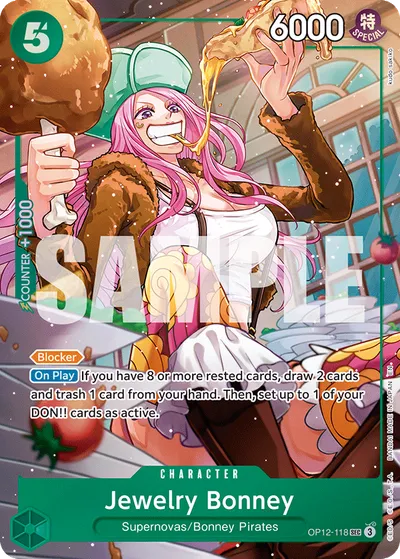 5
6000
特
SPECIAL
COUNTER +1000
SAMPLE
Blocker
On Play If you have 8 or more rested cards, draw 2 cards
and trash 1 card from your hand. Then, set up to 1 of your
DON!! cards as active.
CHARACTER
Jewelry Bonney
Supernovas/Bonney Pirates
OP12-118 SEC 3